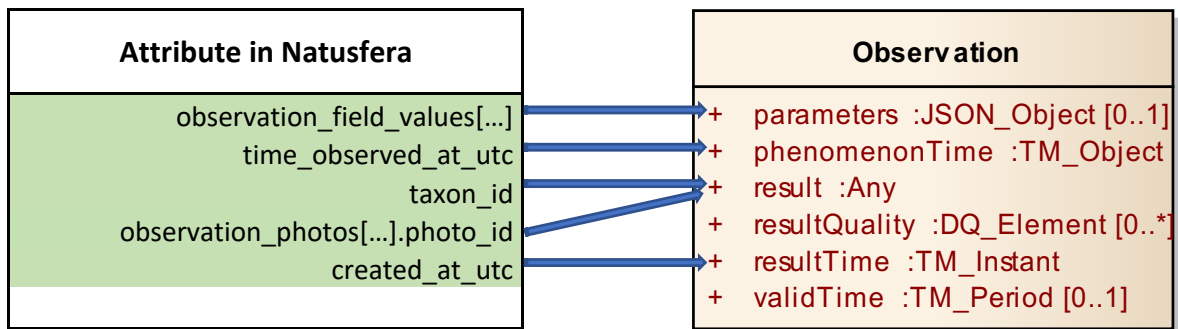 Attribute in Natusfera
observation_field_values[…]
time_observed_at_utc
taxon_id
observation_photos[…].photo_id
created_at_utc
Observation
+ parameters :JSON_Object [0..1]
+ phenomenonTime :TM_Object
+ result :Any
+ resultQuality :DQ_Element [0..*]
+ resultTime :TM_Instant
+ validTime :TM_Period [0..1]